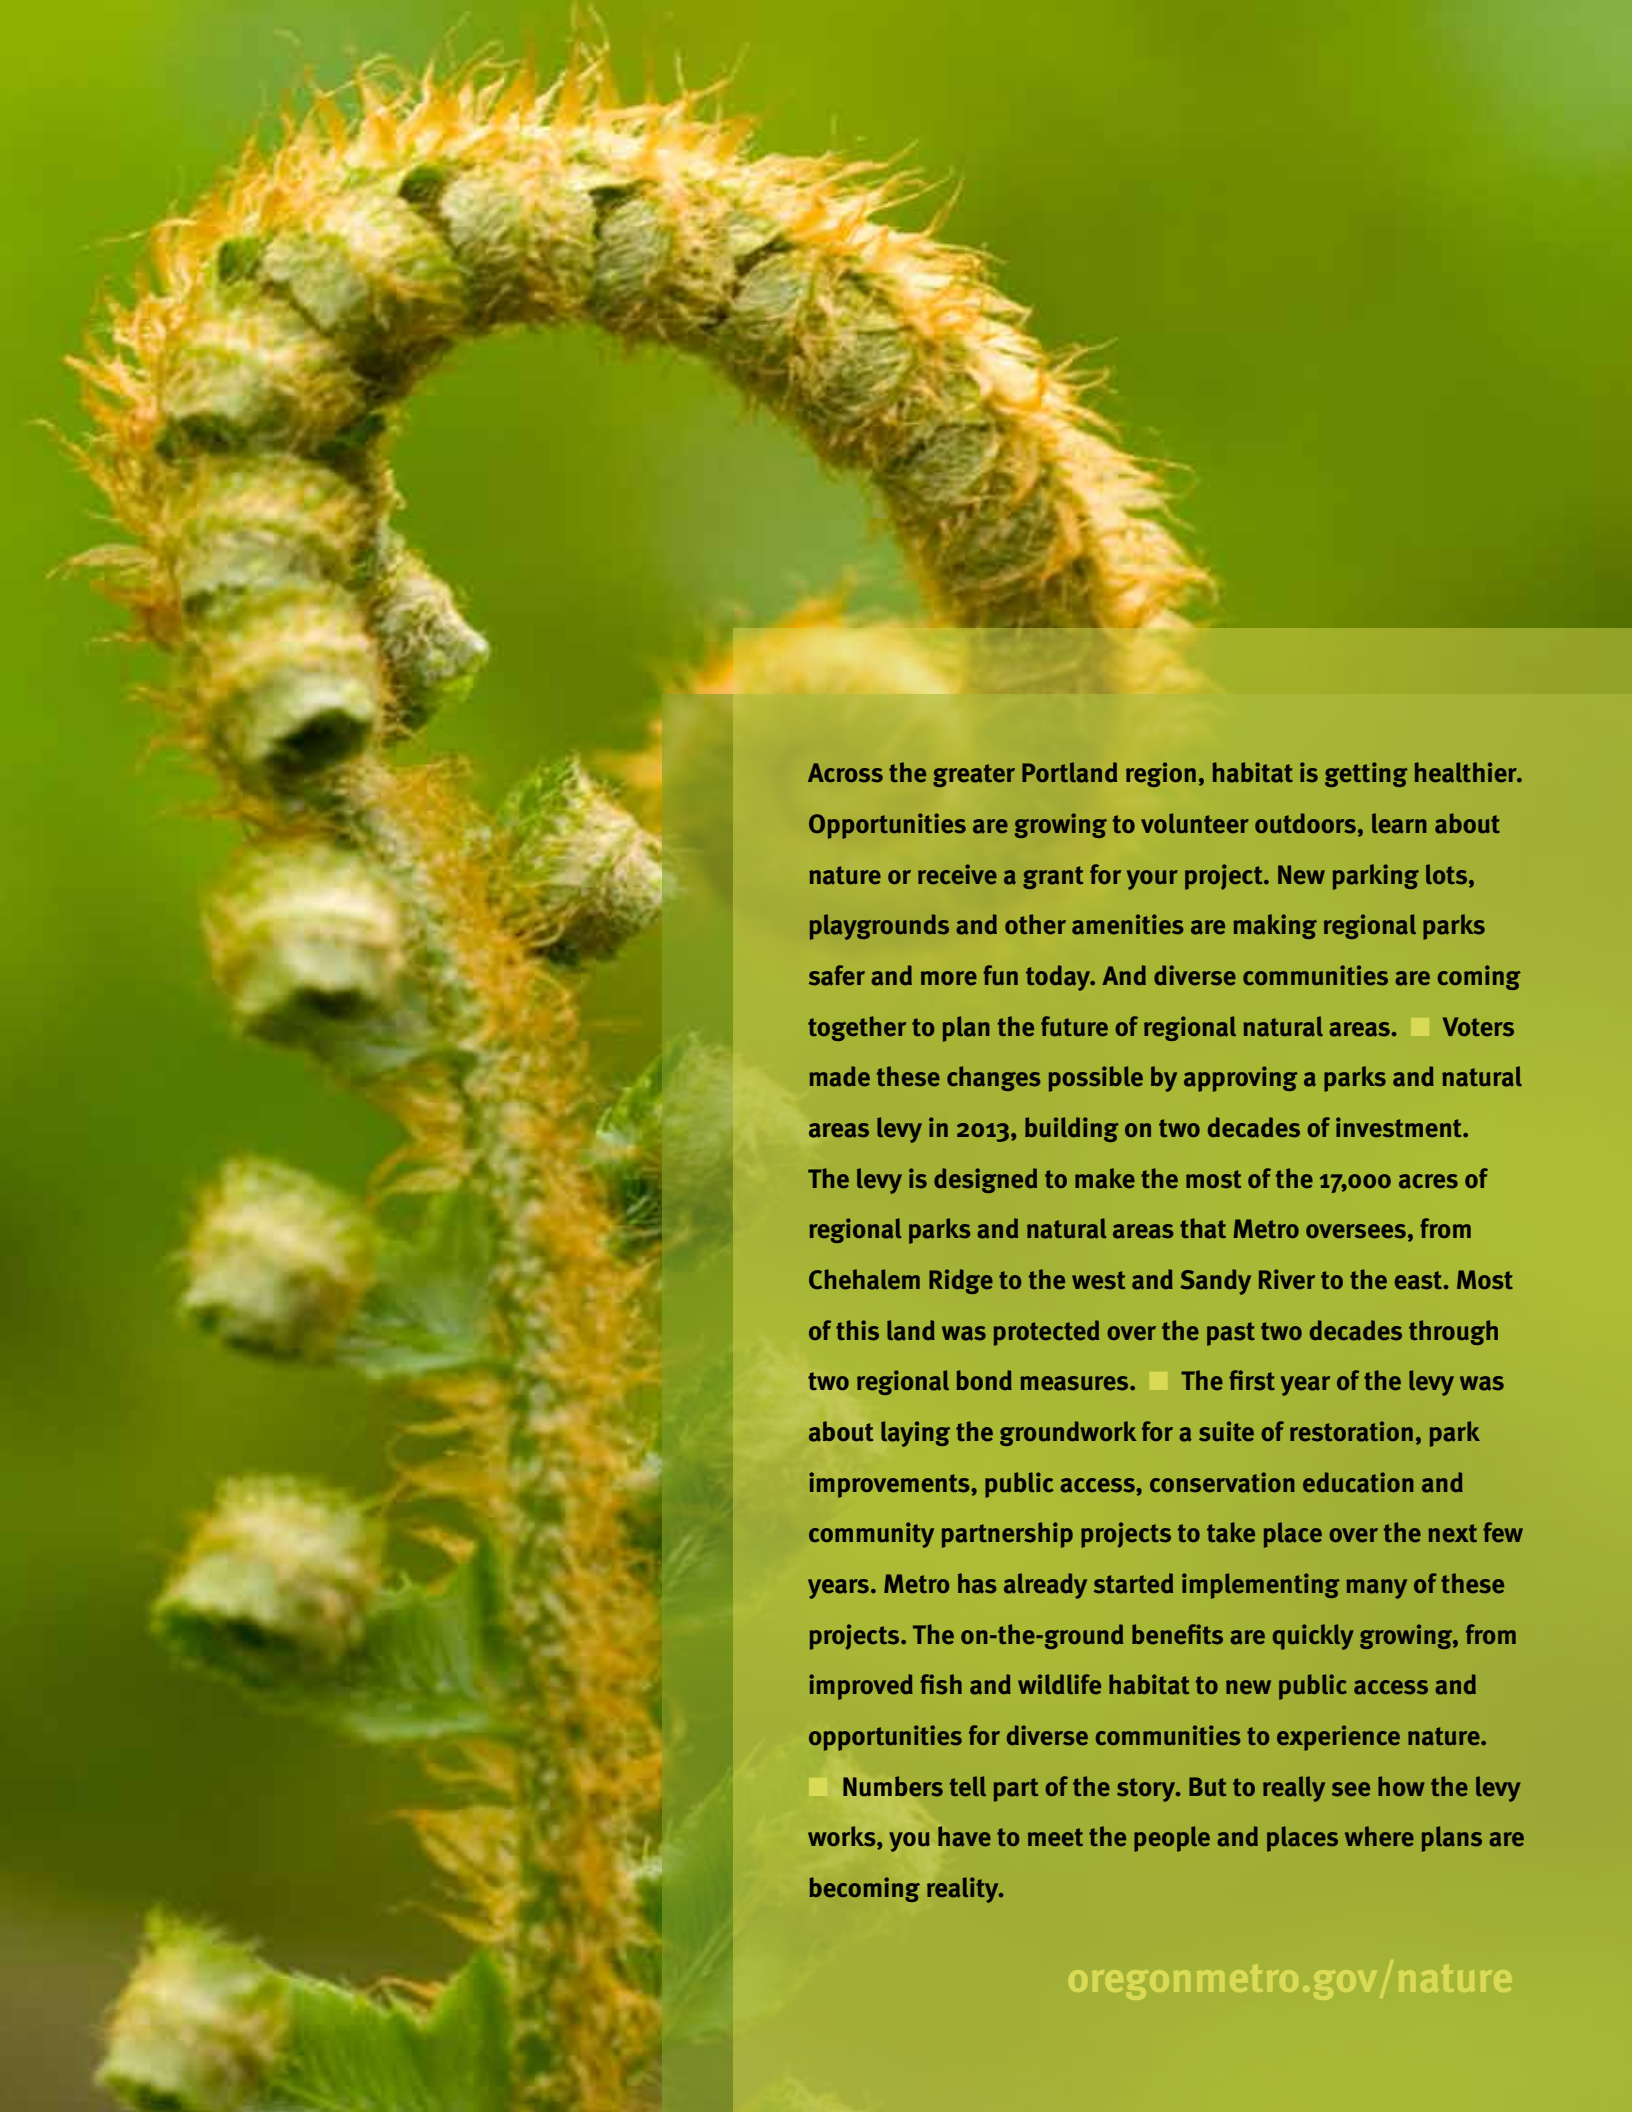 Across the greater Portland region, habitat is getting healthier.
Opportunities are growing to volunteer outdoors, learn about
nature or receive a grant for your project. New parking lots,
playgrounds and other amenities are making regional parks
safer and more fun today. And diverse communities are coming
together to plan the future of regional natural areas. ■ Voters
made these changes possible by approving a parks and natural
areas levy in 2013, building on two decades of investment.
The levy is designed to make the most of the 17,000 acres of
regional parks and natural areas that Metro oversees, from
Chehalem Ridge to the west and Sandy River to the east. Most
of this land was protected over the past two decades through
two regional bond measures. ■ The first year of the levy was
about laying the groundwork for a suite of restoration, park
improvements, public access, conservation education and
community partnership projects to take place over the next few
years. Metro has already started implementing many of these
projects. The on-the-ground benefits are quickly growing, from
improved fish and wildlife habitat to new public access and
opportunities for diverse communities to experience nature.
■ Numbers tell part of the story. But to really see how the levy
works, you have to meet the people and places where plans are
becoming reality.
oregonmetro.gov/nature